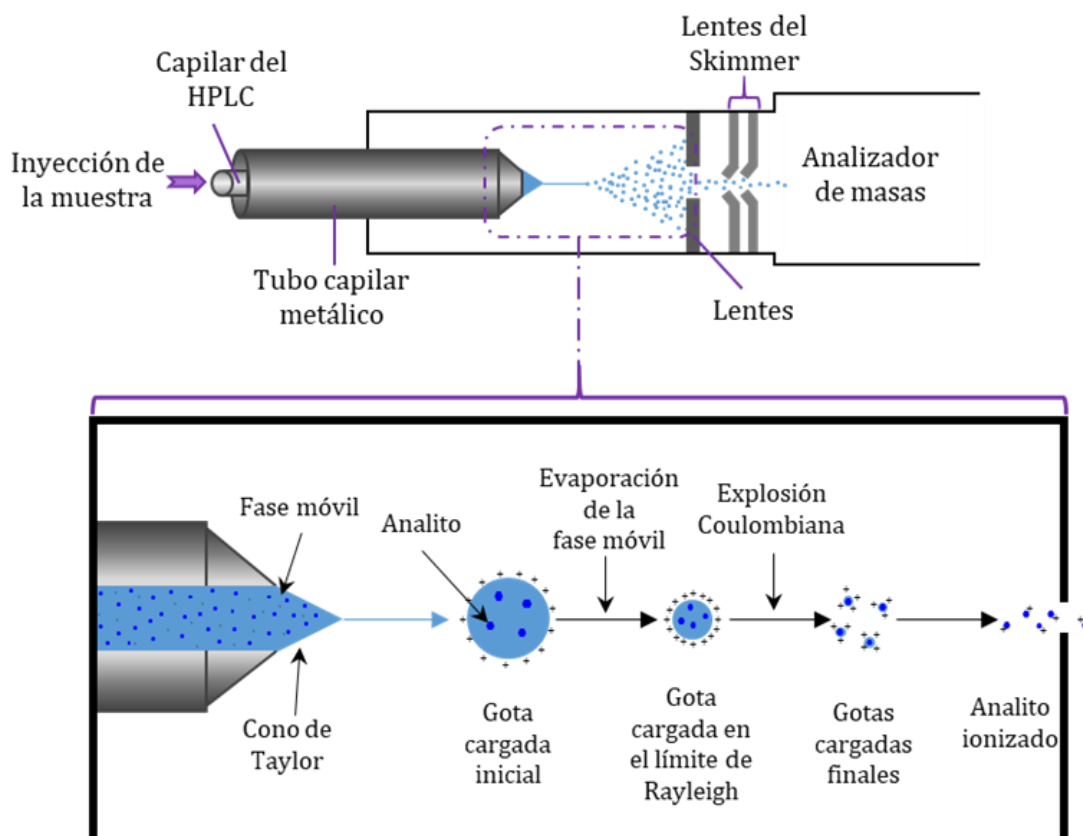 Lentes del
Skimmer
Capilar del
HPLC
Inyección de
la muestra
Analizador
de masas
Tubo capilar
metálico
Lentes
Fase móvil
Analito
Evaporación
de la
fase móvil
Explosión
Coulombiana
Cono de
Taylor
Gota
cargada
inicial
Gota
cargada en
el límite de
Rayleigh
Gotas
cargadas
finales
Analito
ionizado